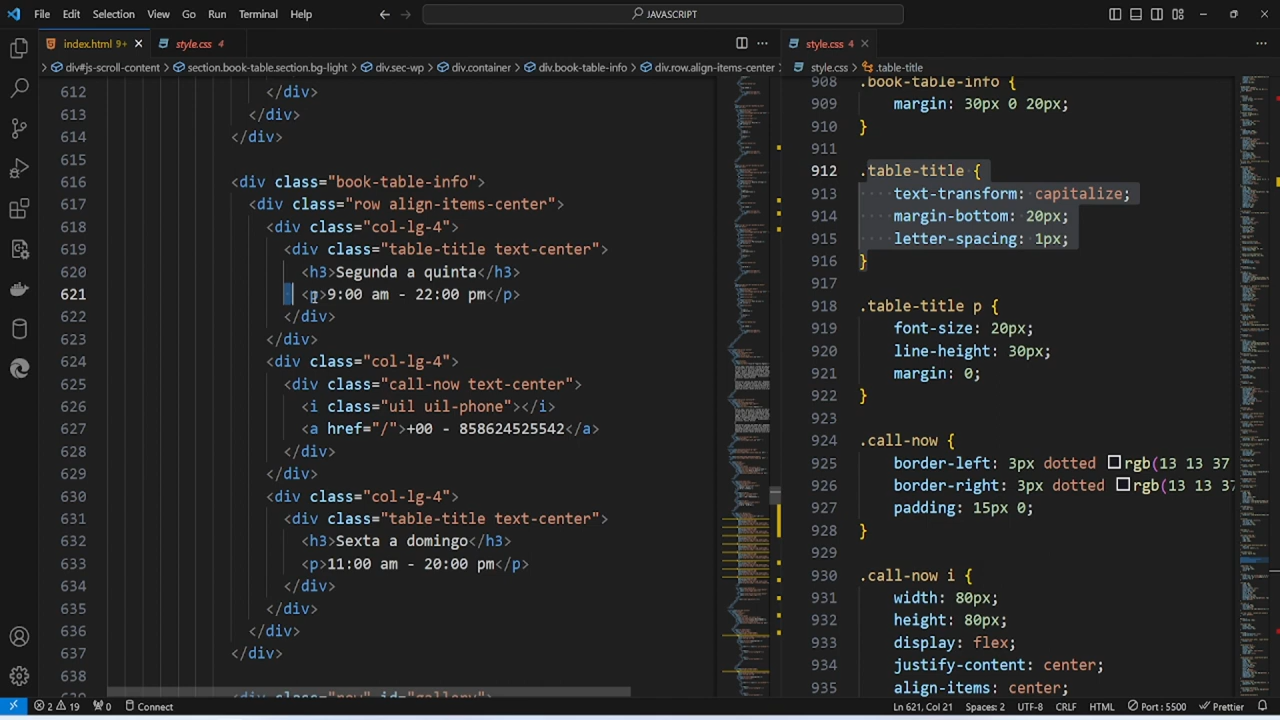 File Edit Selection View Go Run Terminal Help
JAVASCRIPT
index.html 9+ style.css 4
style.css 4
div#js-scroll-content section.book-table.section.bg-light div.sec-wp div.container div.book-table-info div.row.align-items-center
style.css .table-title
612 </div>
613 </div>
614 </div>
615
616 <div class="book-table-info">
617 <div class="row align-items-center">
618 <div class="col-lg-4">
619 <div class="table-title text-center">
620 <h3>Segunda a quinta</h3>
621 <p>9:00 am - 22:00 pm</p>
622 </div>
623 </div>
624 <div class="col-lg-4">
625 <div class="call-now text-center">
626 <i class="uil uil-phone"></i>
627 <a href="/">+00 - 858624525542</a>
628 </div>
629 </div>
630 <div class="col-lg-4">
631 <div class="table-title text-center">
632 <h3>Sexta a domingo</h3>
633 <p>11:00 am - 20:00 pm</p>
634 </div>
635 </div>
636 </div>
637 </div>
638
<div class="row" id="gallery">
908 .book-table-info {
909 margin: 30px 0 20px;
910 }
911
912 .table-title {
913 text-transform: capitalize;
914 margin-bottom: 20px;
915 letter-spacing: 1px;
916 }
917
918 .table-title p {
919 font-size: 20px;
920 line-height: 30px;
921 margin: 0;
922 }
923
924 .call-now {
925 border-left: 3px dotted rgb(13 13 37
926 border-right: 3px dotted rgb(13 13 37
927 padding: 15px 0;
928 }
929
930 .call-now i {
931 width: 80px;
932 height: 80px;
933 display: flex;
934 justify-content: center;
935 align-items: center;
2 19 0 Connect
Ln 621, Col 21 Spaces: 2 UTF-8 CRLF HTML Port : 5500 Prettier